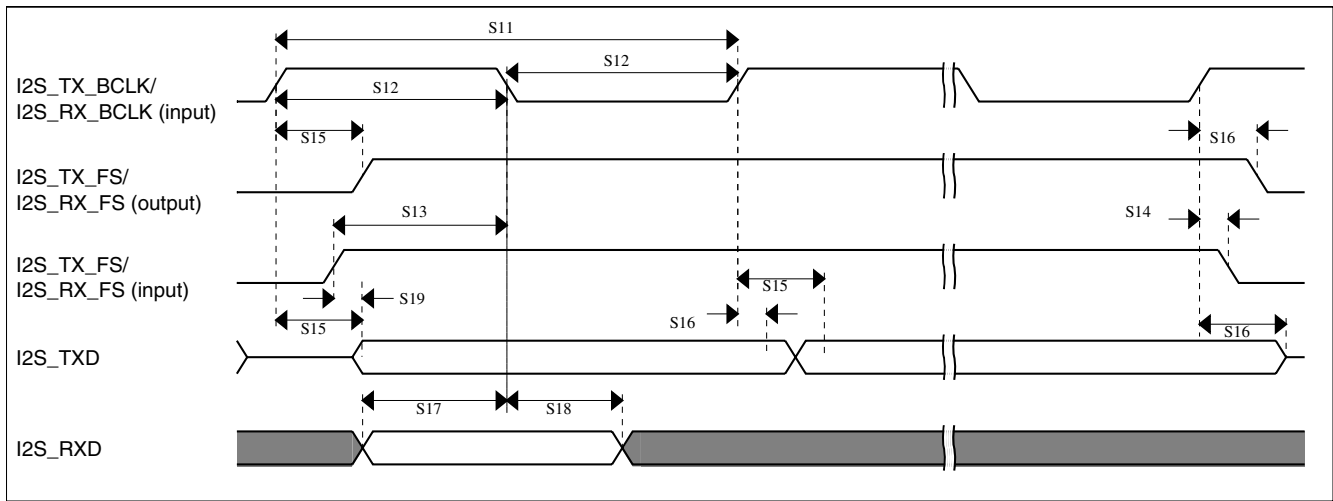 S11
I2S_TX_BCLK/
I2S_RX_BCLK (input)
S12
S12
S15
S16
I2S_TX_FS/
I2S_RX_FS (output)
S13
S14
I2S_TX_FS/
I2S_RX_FS (input)
S19
S15
S15
S16
S16
I2S_TXD
S17
S18
I2S_RXD